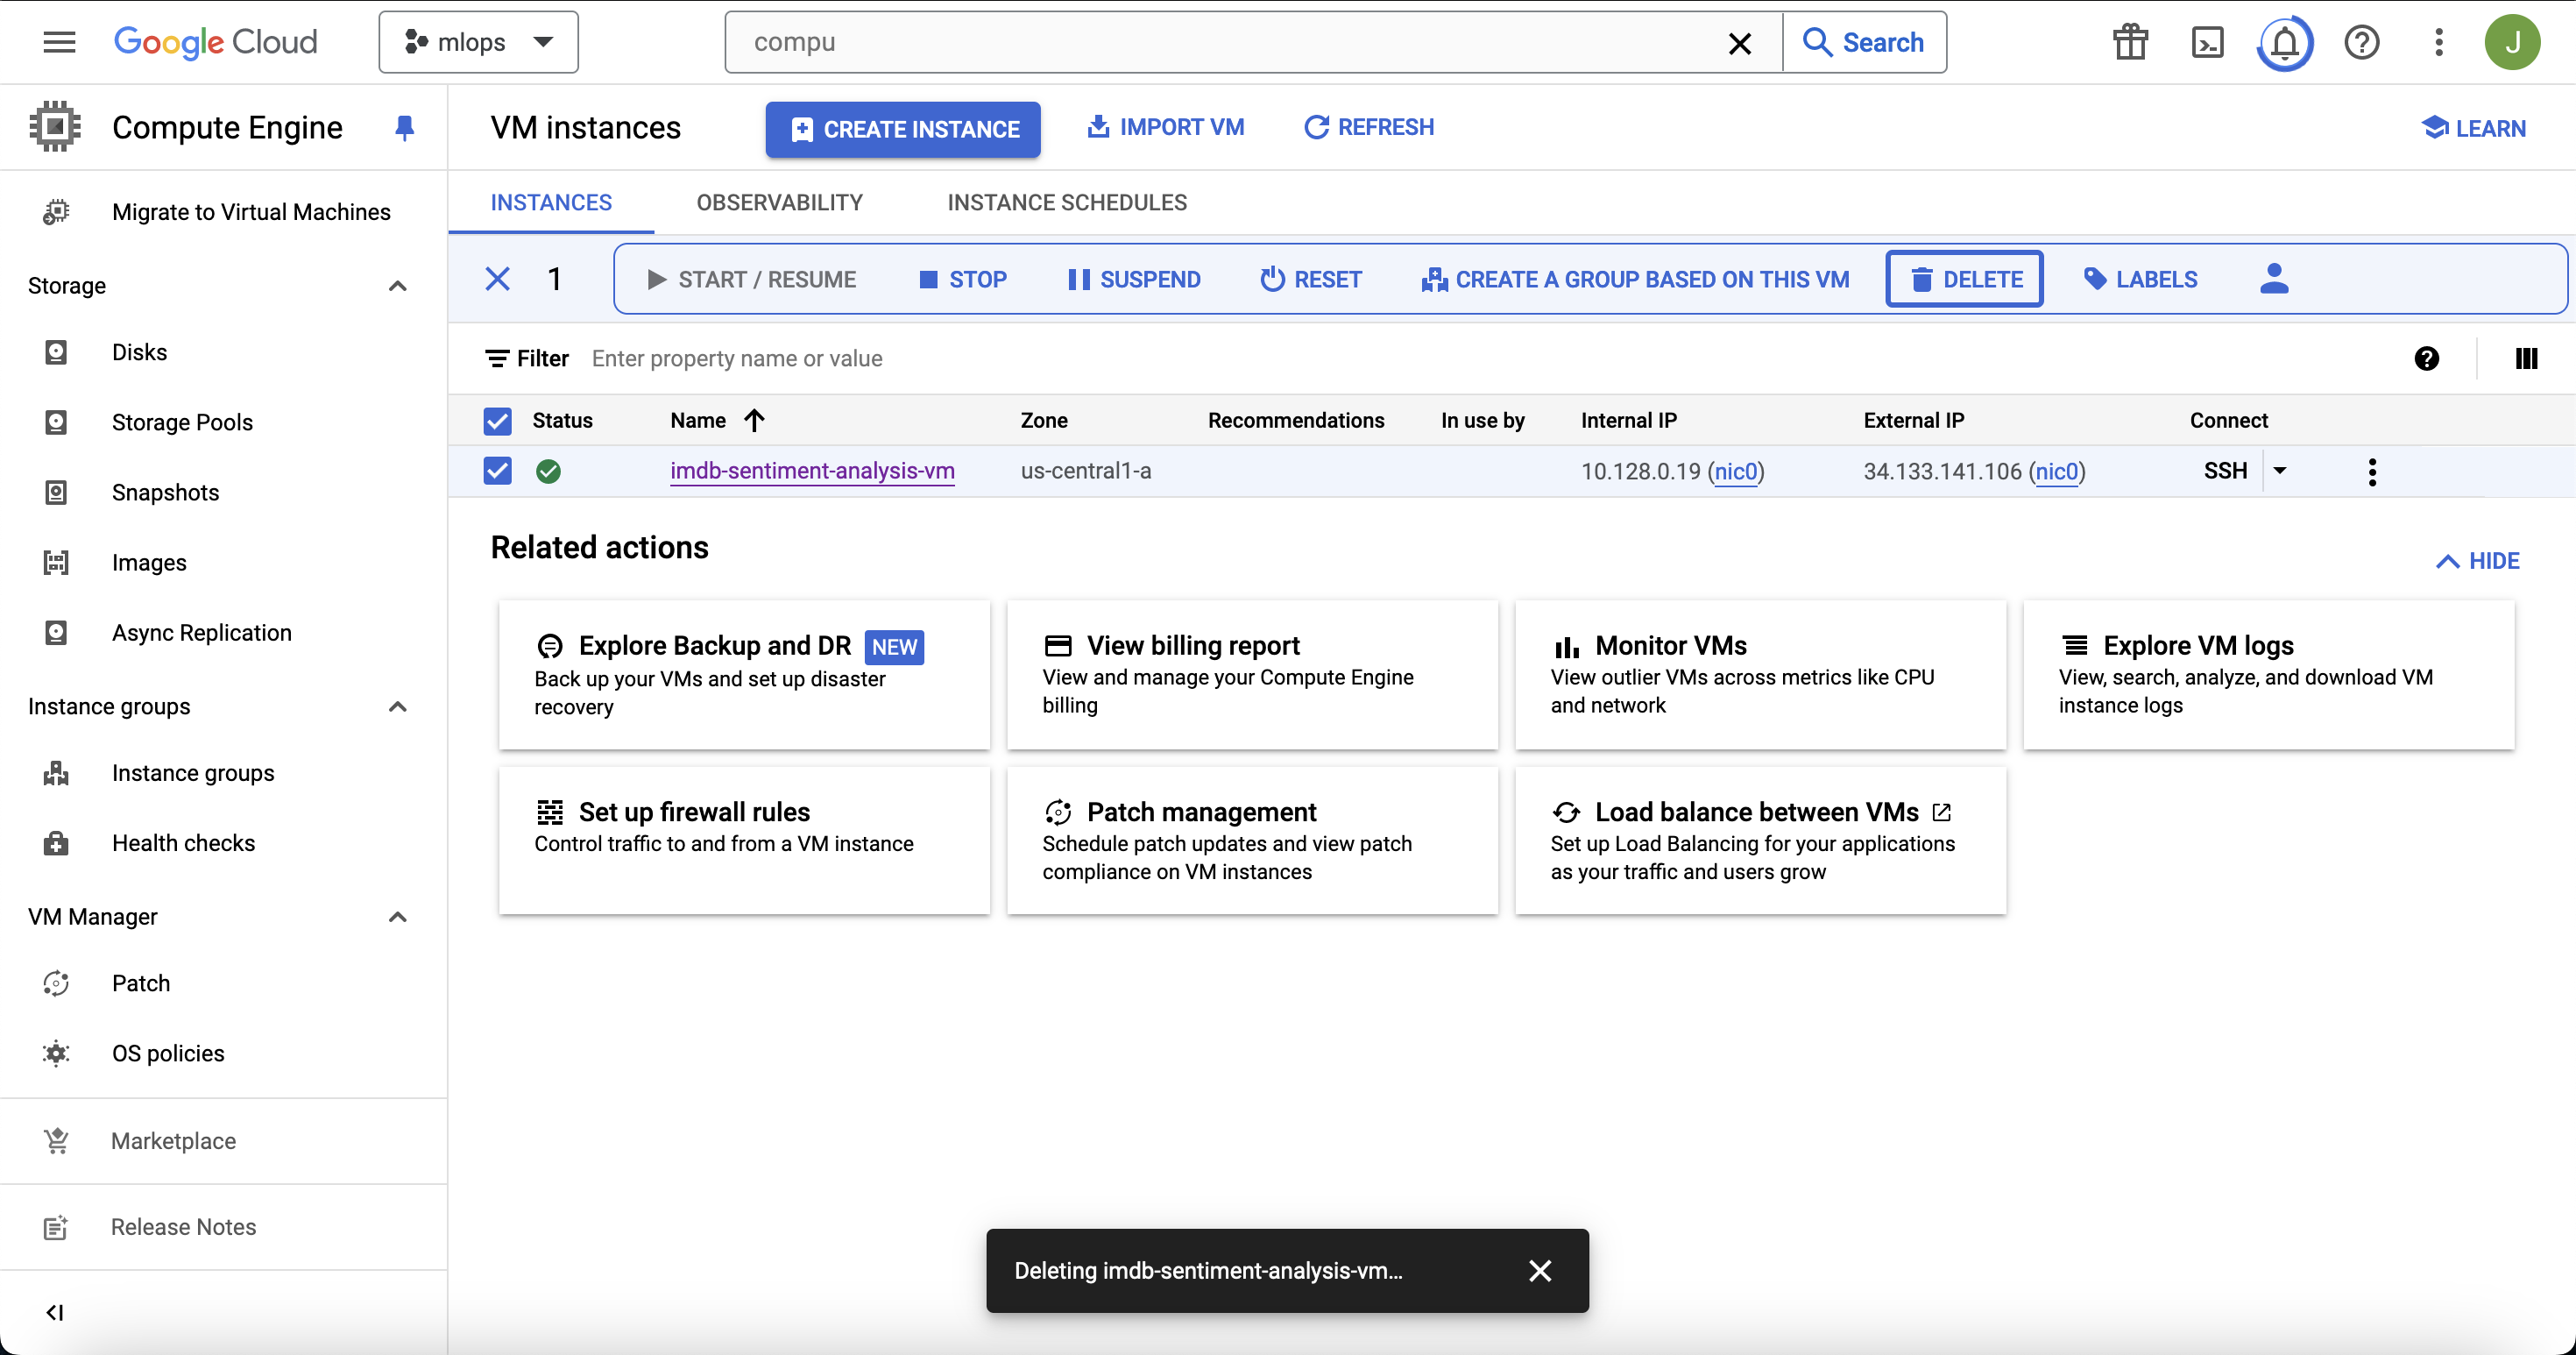 Google Cloud
mlops
compu
Search
J
Compute Engine
VM instances
CREATE INSTANCE
IMPORT VM
REFRESH
LEARN
Migrate to Virtual Machines
Storage
Disks
Storage Pools
Snapshots
Images
Async Replication
Instance groups
Instance groups
Health checks
VM Manager
Patch
OS policies
Marketplace
Release Notes
INSTANCES OBSERVABILITY INSTANCE SCHEDULES
1 START / RESUME STOP SUSPEND RESET CREATE A GROUP BASED ON THIS VM DELETE LABELS
Filter Enter property name or value
Status Name Zone Recommendations In use by Internal IP External IP Connect
imdb-sentiment-analysis-vm us-central1-a 10.128.0.19 (nic0) 34.133.141.106 (nic0) SSH
Related actions
HIDE
Explore Backup and DR NEW
Back up your VMs and set up disaster
recovery
View billing report
View and manage your Compute Engine
billing
Monitor VMs
View outlier VMs across metrics like CPU
and network
Explore VM logs
View, search, analyze, and download VM
instance logs
Set up firewall rules
Control traffic to and from a VM instance
Patch management
Schedule patch updates and view patch
compliance on VM instances
Load balance between VMs
Set up Load Balancing for your applications
as your traffic and users grow
Deleting imdb-sentiment-analysis-vm...